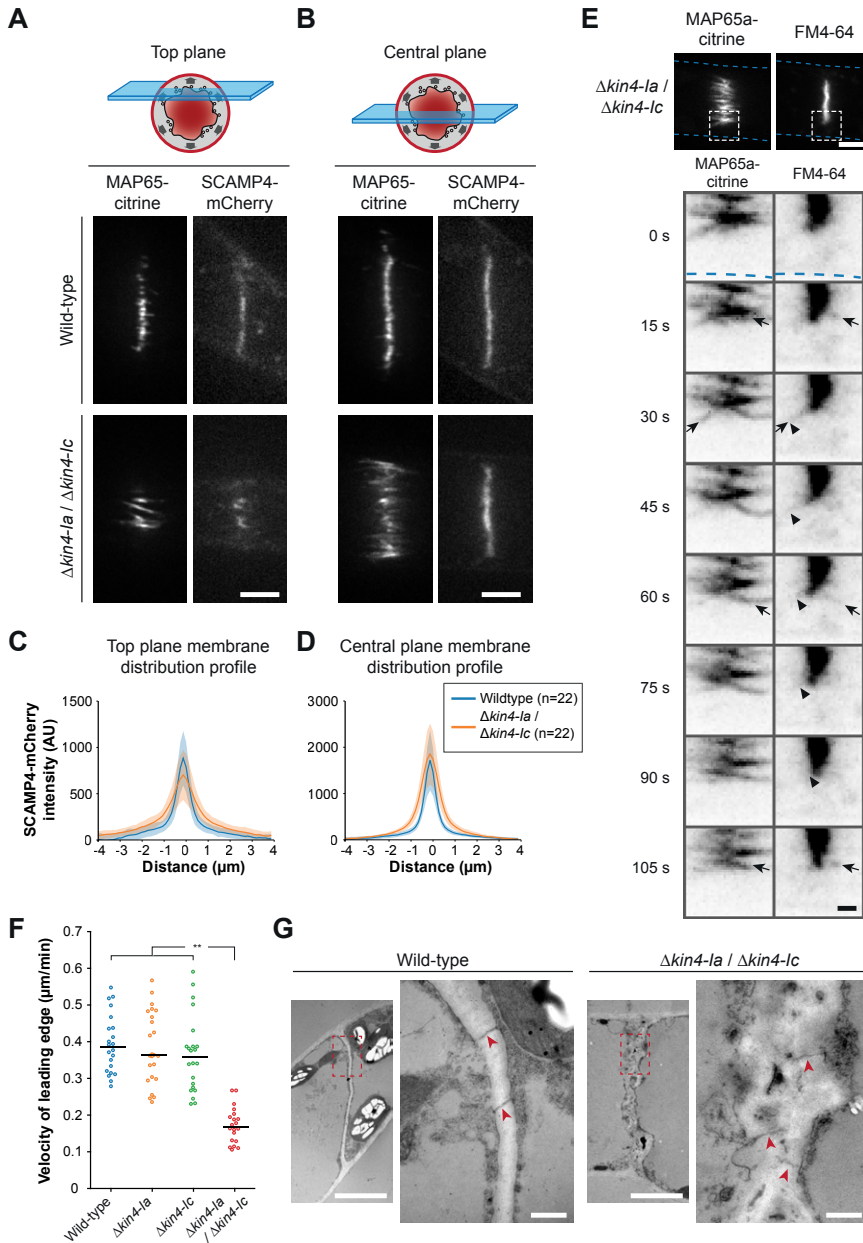 A
Top plane
MAP65-
citrine
SCAMP4-
mCherry
Wild-type
Δkin4-Ia / Δkin4-Ic
B
Central plane
MAP65-
citrine
SCAMP4-
mCherry
C
Top plane membrane
distribution profile
SCAMP4-mCherry
intensity (AU)
1500
1000
500
0
-4 -3 -2 -1 0 1 2 3 4
Distance (μm)
D
Central plane membrane
distribution profile
Wildtype (n=22)
Δkin4-Ia /
Δkin4-Ic (n=22)
3000
2000
1000
0
-4 -3 -2 -1 0 1 2 3 4
Distance (μm)
E
MAP65a-
citrine
FM4-64
Δkin4-Ia /
Δkin4-Ic
MAP65a-
citrine
FM4-64
0 s
15 s
30 s
45 s
60 s
75 s
90 s
105 s
F
Velocity of leading edge (μm/min)
0.7
0.6
0.5
0.4
0.3
0.2
0.1
0
**
Wild-type
Δkin4-Ia
Δkin4-Ic
Δkin4-Ia
/ Δkin4-Ic
G
Wild-type
Δkin4-Ia / Δkin4-Ic